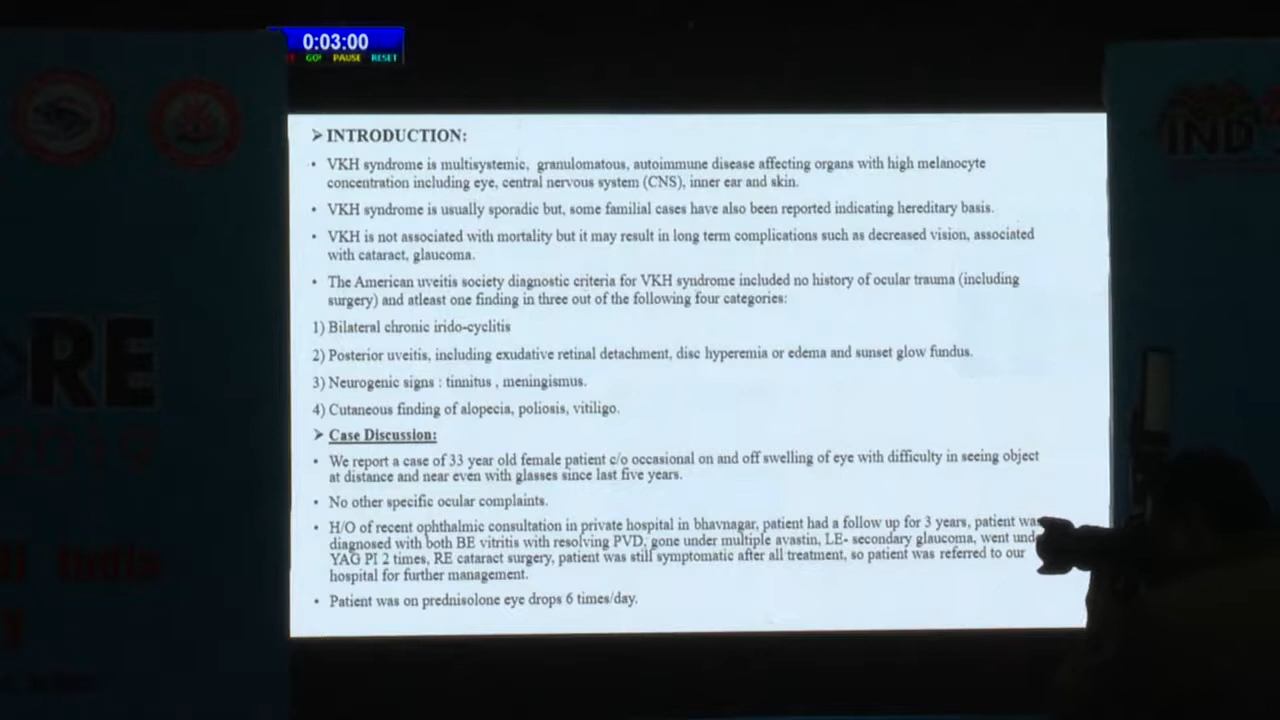 0:03:00
GO! PAUSE RESET
IND
RE
2019
➢ INTRODUCTION:
• VKH syndrome is multisystemic, granulomatous, autoimmune disease affecting organs with high melanocyte
concentration including eye, central nervous system (CNS), inner ear and skin.
• VKH syndrome is usually sporadic but, some familial cases have also been reported indicating hereditary basis.
• VKH is not associated with mortality but it may result in long term complications such as decreased vision, associated
with cataract, glaucoma.
• The American uveitis society diagnostic criteria for VKH syndrome included no history of ocular trauma (including
surgery) and atleast one finding in three out of the following four categories:
1) Bilateral chronic irido-cyclitis
2) Posterior uveitis, including exudative retinal detachment, disc hyperemia or edema and sunset glow fundus.
3) Neurogenic signs : tinnitus , meningismus.
4) Cutaneous finding of alopecia, poliosis, vitiligo.
➢ Case Discussion:
• We report a case of 33 year old female patient c/o occasional on and off swelling of eye with difficulty in seeing object
at distance and near even with glasses since last five years.
• No other specific ocular complaints.
• H/O of recent ophthalmic consultation in private hospital in bhavnagar, patient had a follow up for 3 years, patient was
diagnosed with both BE vitritis with resolving PVD, gone under multiple avastin, LE- secondary glaucoma, went und
YAG PI 2 times, RE cataract surgery, patient was still symptomatic after all treatment, so patient was referred to our
hospital for further management.
• Patient was on prednisolone eye drops 6 times/day.
India